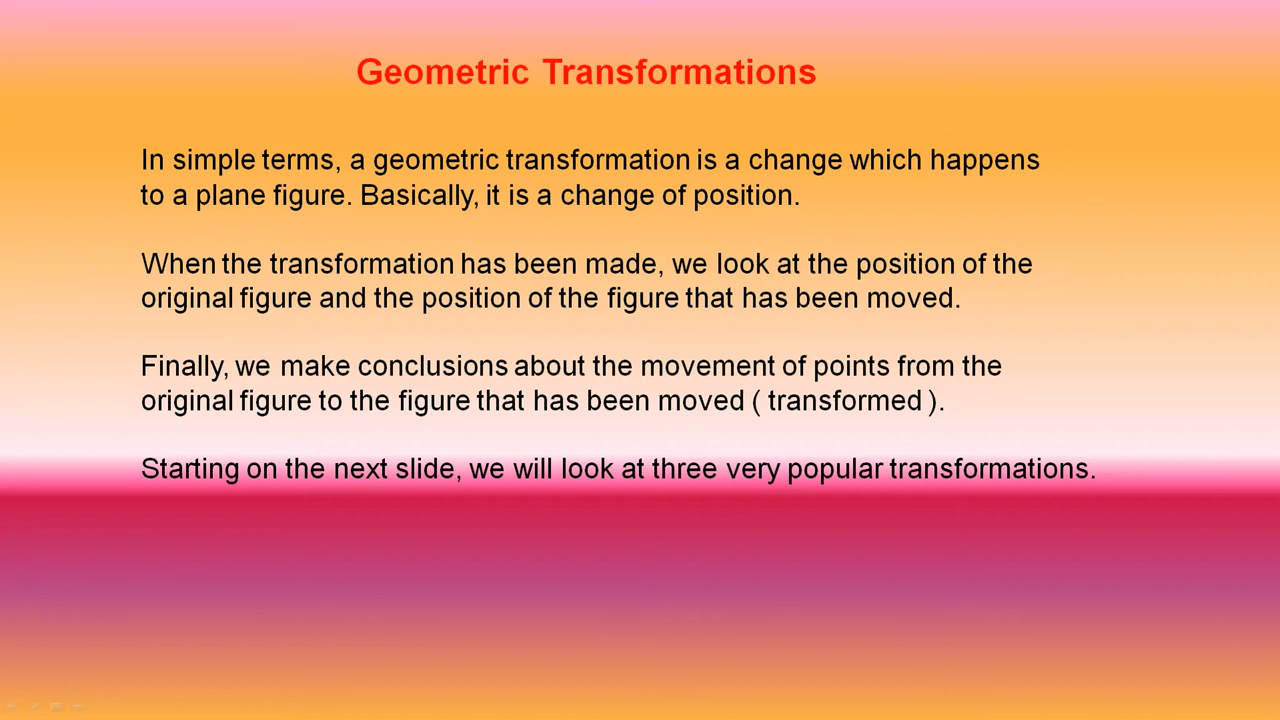 Geometric Transformations
In simple terms, a geometric transformation is a change which happens
to a plane figure. Basically, it is a change of position.
When the transformation has been made, we look at the position of the
original figure and the position of the figure that has been moved.
Finally, we make conclusions about the movement of points from the
original figure to the figure that has been moved ( transformed ).
Starting on the next slide, we will look at three very popular transformations.